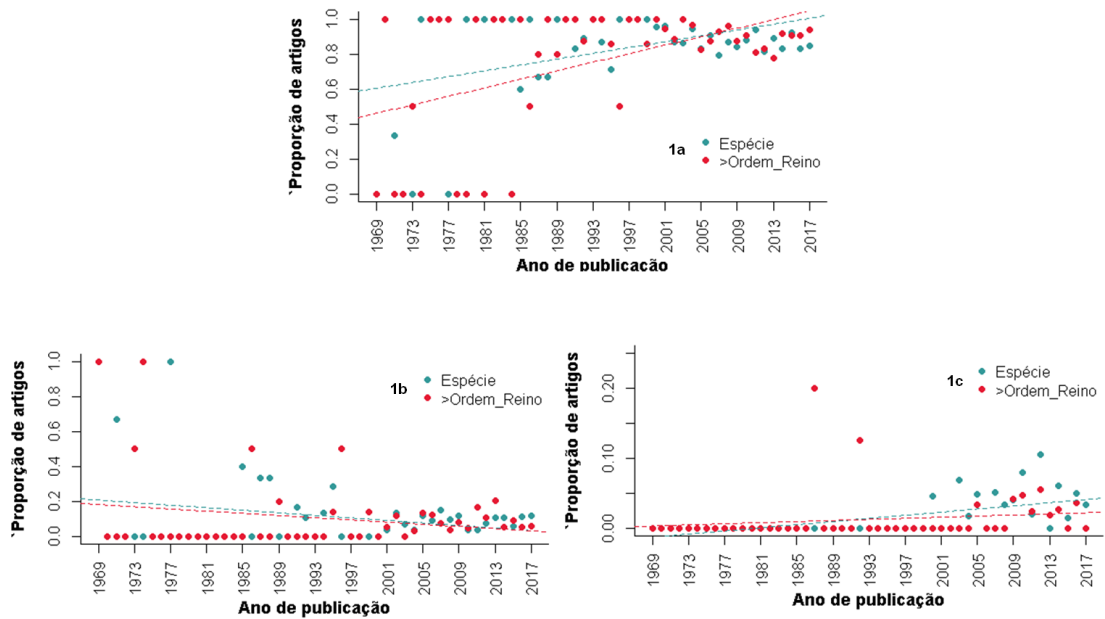 `Proporção de artigos
1.0
0.8
0.6
0.4
0.2
0.0
1a
Espécie
>Ordem_Reino
1969 1973 1977 1981 1985 1989 1993 1997 2001 2005 2009 2013 2017
Ano de publicação
`Proporção de artigos
1.0
0.8
0.6
0.4
0.2
0.0
1b
Espécie
>Ordem_Reino
1969 1973 1977 1981 1985 1989 1993 1997 2001 2005 2009 2013 2017
Ano de publicação
`Proporção de artigos
0.20
0.10
0.00
1c
Espécie
>Ordem_Reino
1969 1973 1977 1981 1985 1989 1993 1997 2001 2005 2009 2013 2017
Ano de publicação